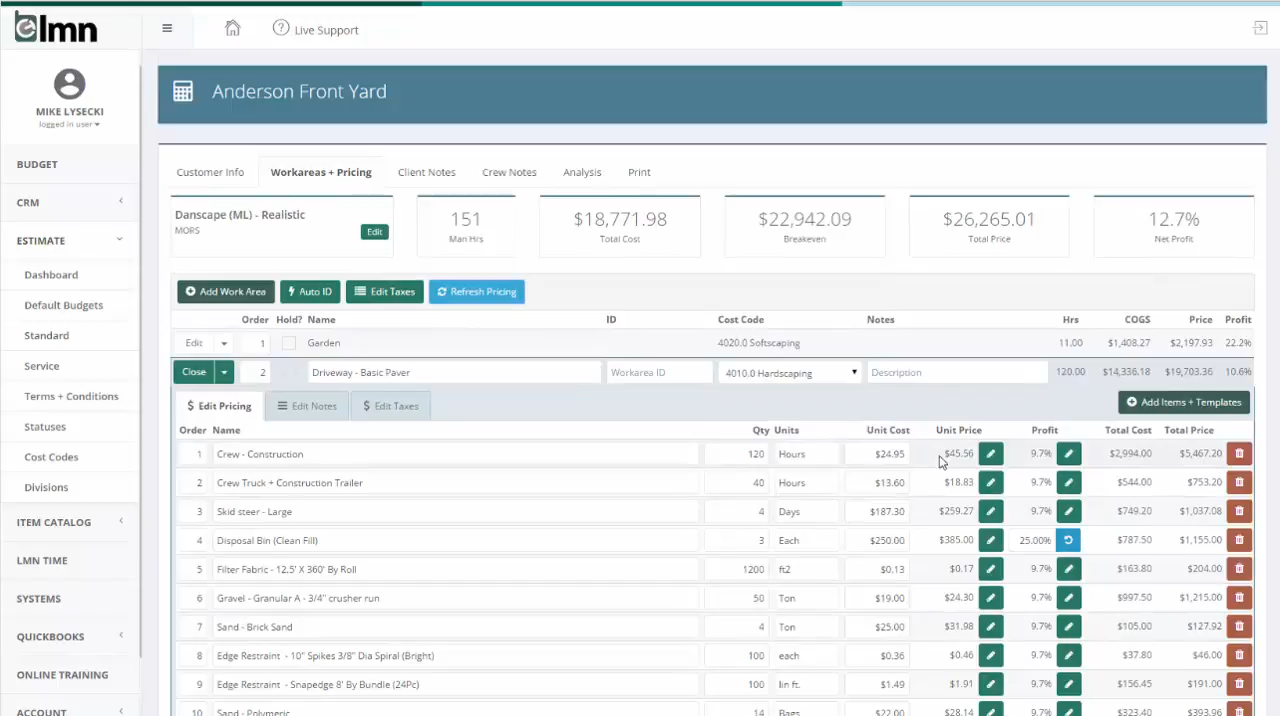 lmn
Live Support
MIKE LYSECKI
logged in user
BUDGET
CRM
ESTIMATE
Dashboard
Default Budgets
Standard
Service
Terms + Conditions
Statuses
Cost Codes
Divisions
ITEM CATALOG
LMN TIME
SYSTEMS
QUICKBOOKS
ONLINE TRAINING
ACCOUNT
Anderson Front Yard
Customer Info Workareas + Pricing Client Notes Crew Notes Analysis Print
Danscape (ML) - Realistic
MORS
Edit
151
Man Hrs
$18,771.98
Total Cost
$22,942.09
Breakeven
$26,265.01
Total Price
12.7%
Net Profit
Add Work Area Auto ID Edit Taxes Refresh Pricing
Order Hold? Name ID Cost Code Notes Hrs COGS Price Profit
Edit 1 Garden 4020.0 Softscaping 11.00 $1,408.27 $2,197.93 22.2%
Close 2 Driveway - Basic Paver Workarea ID 4010.0 Hardscaping Description 120.00 $14,336.18 $19,703.36 10.6%
$ Edit Pricing Edit Notes $ Edit Taxes Add Items + Templates
Order Name Qty Units Unit Cost Unit Price Profit Total Cost Total Price
1 Crew - Construction 120 Hours $24.95 $45.56 9.7% $2,994.00 $5,467.20
2 Crew Truck + Construction Trailer 40 Hours $13.60 $18.83 9.7% $544.00 $753.20
3 Skid steer - Large 4 Days $187.30 $259.27 9.7% $749.20 $1,037.08
4 Disposal Bin (Clean Fill) 3 Each $250.00 $385.00 25.00% $787.50 $1,155.00
5 Filter Fabric - 12,5' X 360' By Roll 1200 ft2 $0.13 $0.17 9.7% $163.80 $204.00
6 Gravel - Granular A - 3/4" crusher run 50 Ton $19.00 $24.30 9.7% $997.50 $1,215.00
7 Sand - Brick Sand 4 Ton $25.00 $31.98 9.7% $105.00 $127.92
8 Edge Restraint - 10" Spikes 3/8" Dia Spiral (Bright) 100 each $0.36 $0.46 9.7% $37.80 $46.00
9 Edge Restraint - Snapedge 8' By Bundle (24Pc) 100 lin ft. $1.49 $1.91 9.7% $156.45 $191.00
10 Sand - Polymeric 14 Bags $22.00 $28.14 9.7% $323.40 $393.96